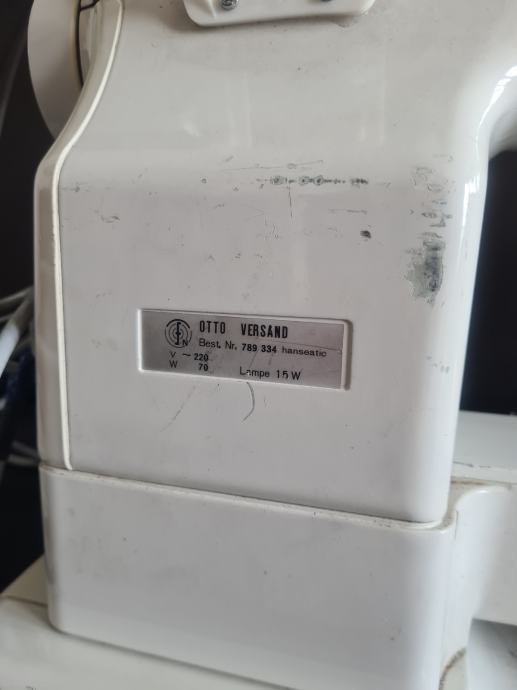 OTTO VERSAND
Best. Nr. 789 334 hanseatic
V ~ 220
W 70 Lampe 15 W